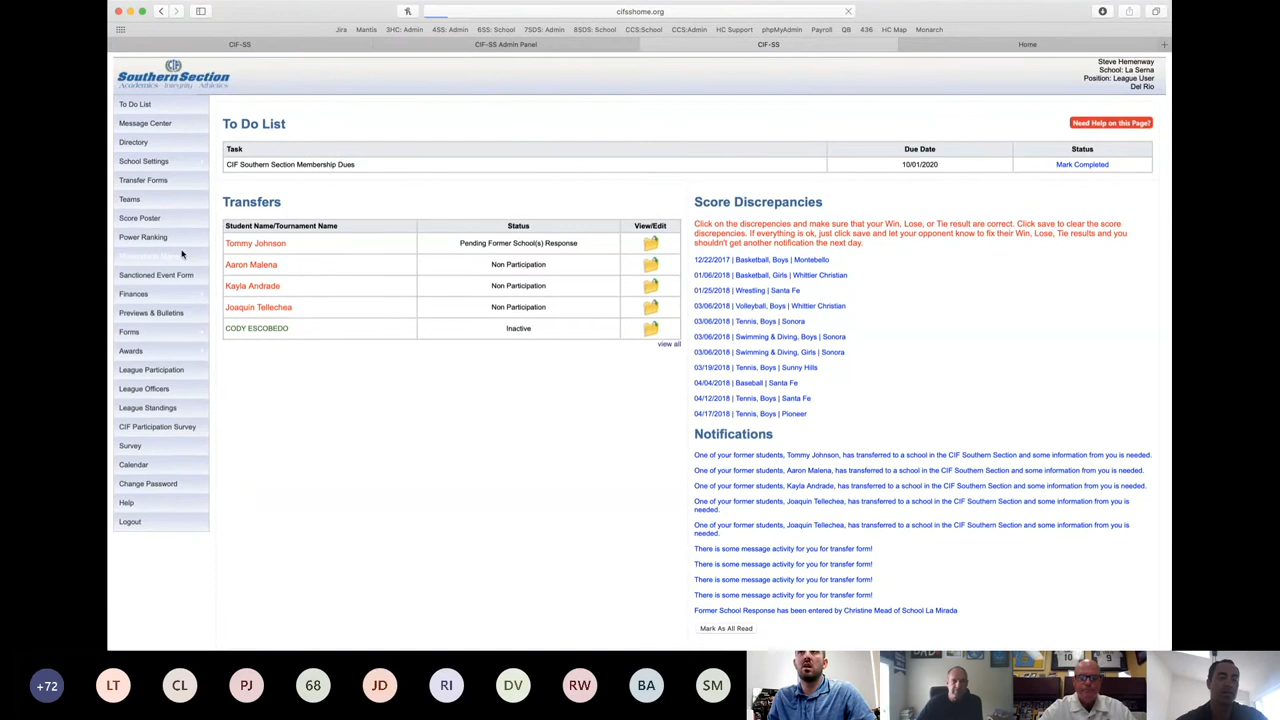 cifsshome.org
Jira Mantis 3HC: Admin 4SS: Admin 6SS: School 75DS: Admin 8SDS: School CCS:School CCS:Admin HC Support phpMyAdmin Payroll QB 436 HC Map Monarch
CIF-SS CIF-SS Admin Panel CIF-SS Home
Southern Section
Academics Integrity Athletics
Steve Hemenway
School: La Serna
Position: League User
Del Rio
To Do List
Message Center
Directory
School Settings
Transfer Forms
Teams
Score Poster
Power Ranking
Sanctioned Event Form
Finances
Previews & Bulletins
Forms
Awards
League Participation
League Officers
League Standings
CIF Participation Survey
Survey
Calendar
Change Password
Help
Logout
To Do List
Need Help on this Page?
Task Due Date Status
CIF Southern Section Membership Dues 10/01/2020 Mark Completed
Transfers
Student Name/Tournament Name Status View/Edit
Tommy Johnson Pending Former School(s) Response
Aaron Malena Non Participation
Kayla Andrade Non Participation
Joaquin Tellechea Non Participation
CODY ESCOBEDO Inactive
view all
Score Discrepancies
Click on the discrepancies and make sure that your Win, Lose, or Tie result are correct. Click save to clear the score
discrepancies. If everything is ok, just click save and let your opponent know to fix their Win, Lose, Tie results and you
shouldn't get another notification the next day.
12/22/2017 | Basketball, Boys | Montebello
01/06/2018 | Basketball, Girls | Whittier Christian
01/25/2018 | Wrestling | Santa Fe
03/06/2018 | Volleyball, Boys | Whittier Christian
03/06/2018 | Tennis, Boys | Sonora
03/06/2018 | Swimming & Diving, Boys | Sonora
03/06/2018 | Swimming & Diving, Girls | Sonora
03/19/2018 | Tennis, Boys | Sunny Hills
04/04/2018 | Baseball | Santa Fe
04/12/2018 | Tennis, Boys | Santa Fe
04/17/2018 | Tennis, Boys | Pioneer
Notifications
One of your former students, Tommy Johnson, has transferred to a school in the CIF Southern Section and some information from you is needed.
One of your former students, Aaron Malena, has transferred to a school in the CIF Southern Section and some information from you is needed.
One of your former students, Kayla Andrade, has transferred to a school in the CIF Southern Section and some information from you is needed.
One of your former students, Joaquin Tellechea, has transferred to a school in the CIF Southern Section and some information from you is
needed.
One of your former students, Joaquin Tellechea, has transferred to a school in the CIF Southern Section and some information from you is
needed.
There is some message activity for you for transfer form!
There is some message activity for you for transfer form!
There is some message activity for you for transfer form!
There is some message activity for you for transfer form!
Former School Response has been entered by Christine Mead of School La Mirada
Mark As All Read
+72 LT CL PJ 68 JD RI DV RW BA SM